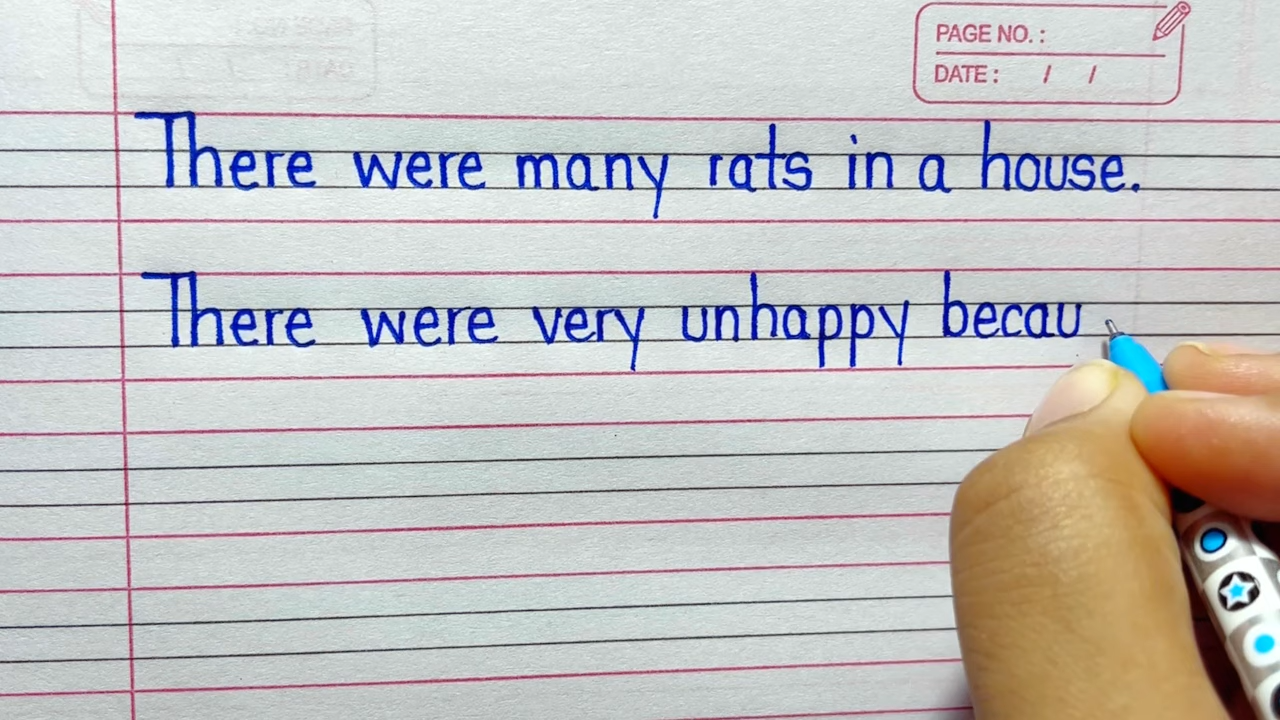 PAGE NO. :
DATE : / /
There were many rats in a house.
There were very unhappy becau